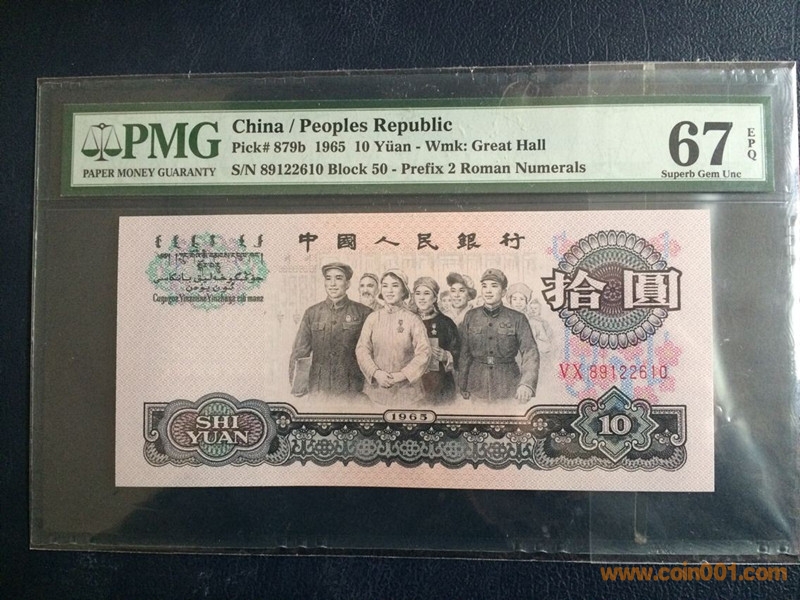 PMG
PAPER MONEY GUARANTY
China / Peoples Republic
Pick# 879b 1965 10 Yüan - Wmk: Great Hall
S/N 89122610 Block 50 - Prefix 2 Roman Numerals
67
EPQ
Superb Gem Unc
中國人民銀行
拾圓
VX 89122610
1965
SHI
YUAN
10
www.coin001.com